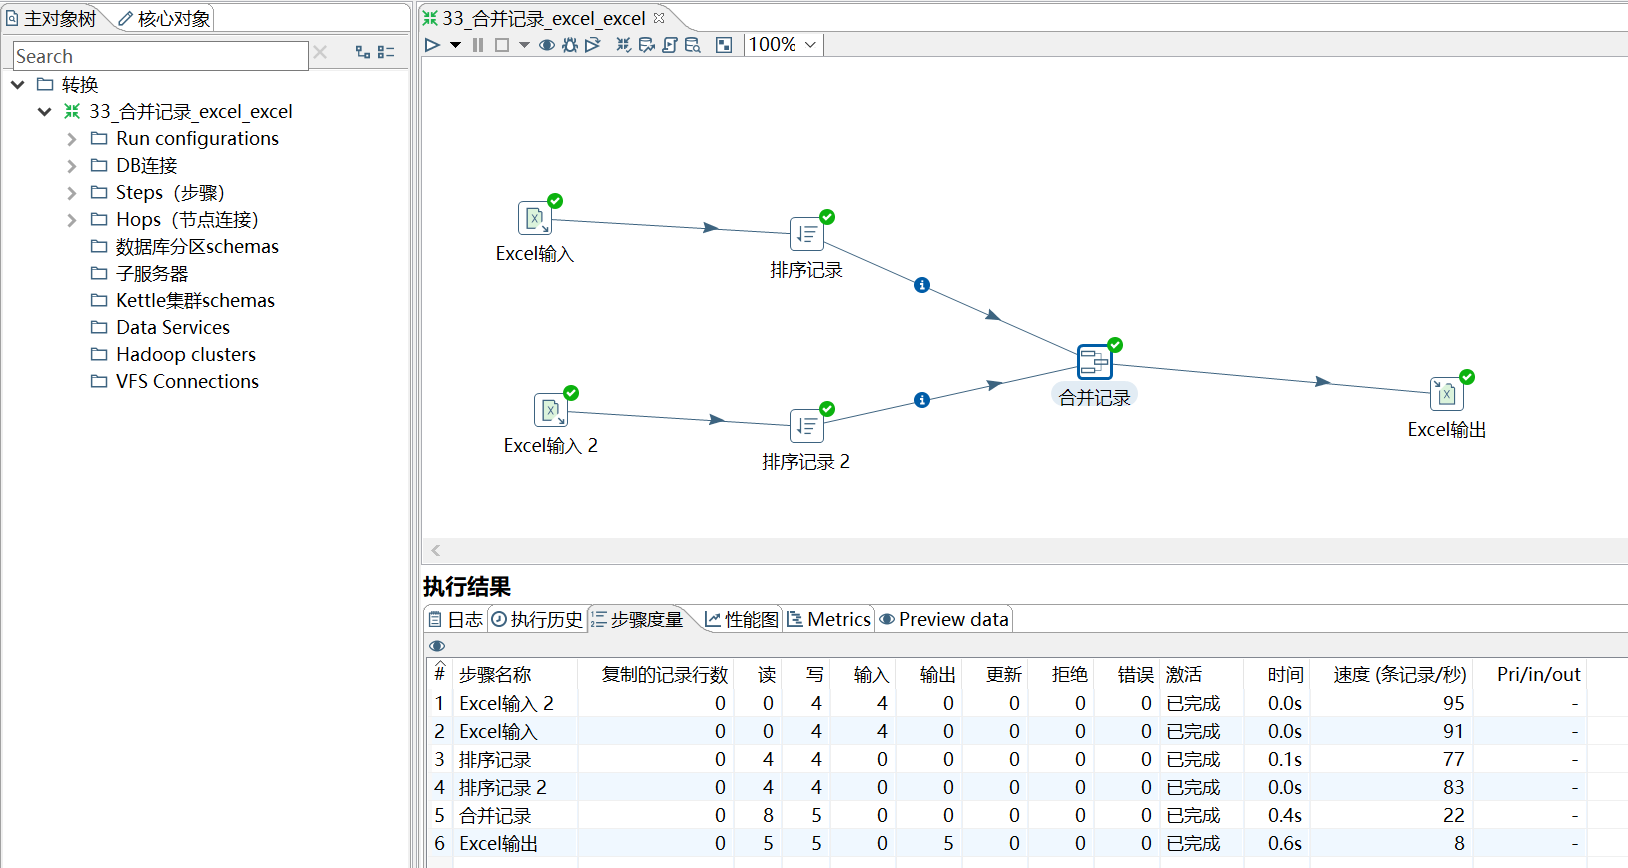 主对象树 核心对象
Search
转换
33_合并记录_excel_excel
Run configurations
DB连接
Steps（步骤）
Hops（节点连接）
数据库分区schemas
子服务器
Kettle集群schemas
Data Services
Hadoop clusters
VFS Connections
33_合并记录_excel_excel
100%
Excel输入
排序记录
合并记录
Excel输出
Excel输入 2
排序记录 2
执行结果
日志 执行历史 步骤度量 性能图 Metrics Preview data
# 步骤名称 复制的记录行数 读 写 输入 输出 更新 拒绝 错误 激活 时间 速度 (条记录/秒) Pri/in/out
1 Excel输入 2 0 0 4 4 0 0 0 0 已完成 0.0s 95 -
2 Excel输入 0 0 4 4 0 0 0 0 已完成 0.0s 91 -
3 排序记录 0 4 4 0 0 0 0 0 已完成 0.1s 77 -
4 排序记录 2 0 4 4 0 0 0 0 0 已完成 0.0s 83 -
5 合并记录 0 8 5 0 0 0 0 0 已完成 0.4s 22 -
6 Excel输出 0 5 5 0 5 0 0 0 已完成 0.6s 8 -